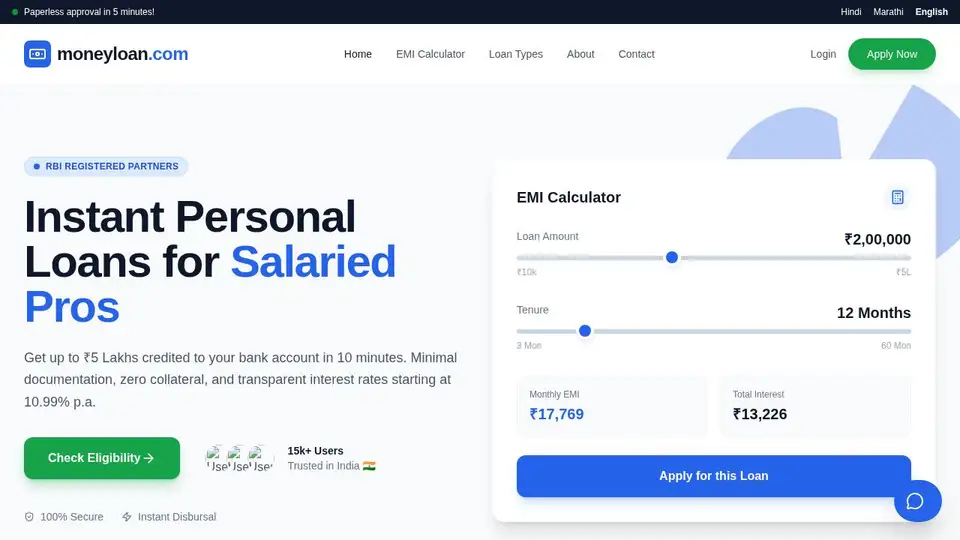 Paperless approval in 5 minutes!
Hindi Marathi English
moneyloan.com
Home EMI Calculator Loan Types About Contact
Login Apply Now
RBI REGISTERED PARTNERS
Instant Personal
Loans for Salaried
Pros
Get up to ₹5 Lakhs credited to your bank account in 10 minutes. Minimal
documentation, zero collateral, and transparent interest rates starting at
10.99% p.a.
Check Eligibility
Use Use Use
15k+ Users
Trusted in India 🇮🇳
100% Secure Instant Disbursal
EMI Calculator
Loan Amount ₹2,00,000
₹10k ₹5L
Tenure 12 Months
3 Mon 60 Mon
Monthly EMI Total Interest
₹17,769 ₹13,226
Apply for this Loan